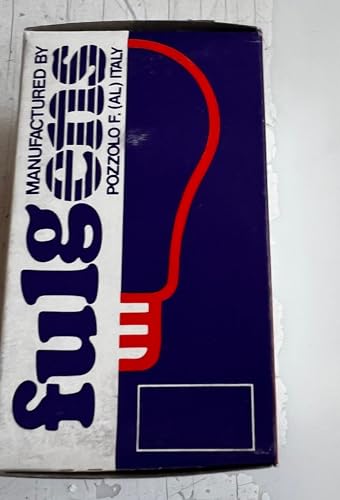 MANUFACTURED BY
fulgens
POZZOLO F. (AL) ITALY